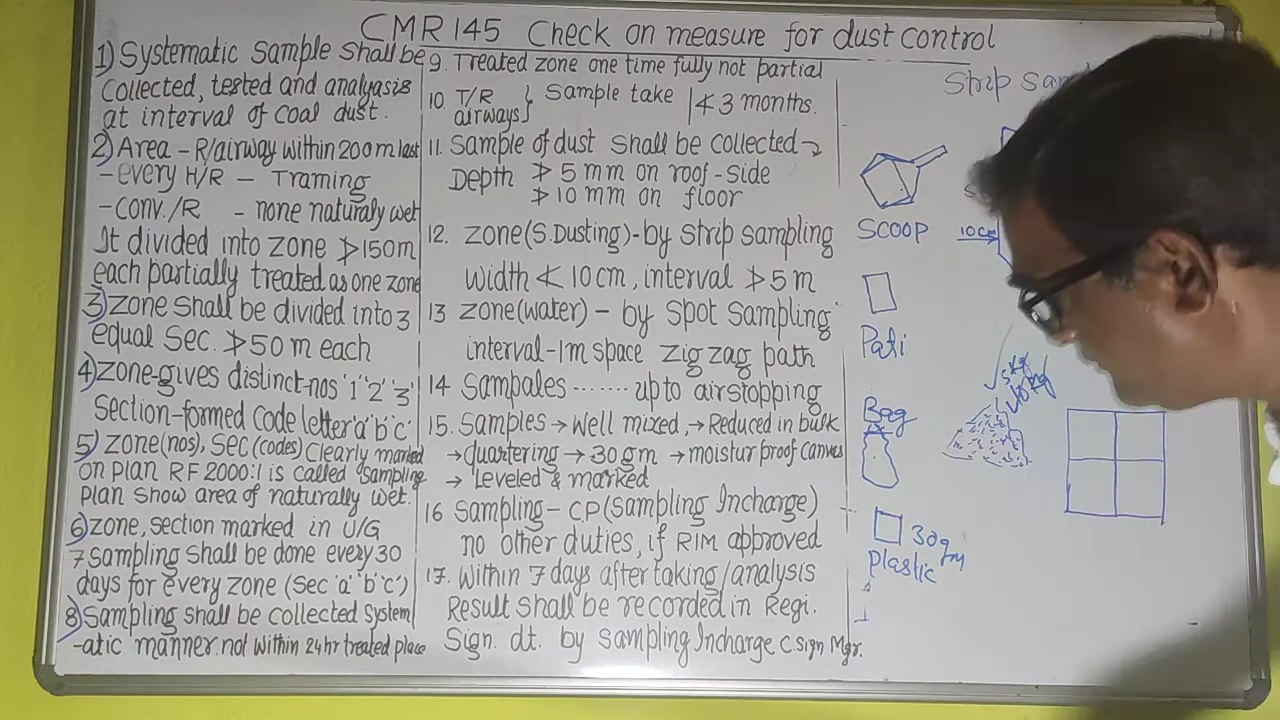 CMR 145 Check on measure for dust control
1) Systematic Sample Shall be
Collected, tested and analyasis
at interval of coal dust.
2) Area – R/airway within 200m last
-every H/R – Traming
-conv./R - none naturaly wet
It divided into zone ≯150m
each partially treated as one zone
3) zone shall be divided into 3
equal Sec. ≯50 m each
4) zone-gives distinct-nos '1' '2' '3'
Section-formed Code letter 'a' 'b' 'c'
5) zone(nos), Sec(codes) Clearly marked
on plan RF 2000:1 is called Sampling
Plan show area of naturally wet.
6) zone, section marked in U/G
7 Sampling shall be done every 30
days for every zone (Sec 'a' 'b' 'c')
8) Sampling shall be collected System
-atic manner. not within 24hr treated place
9. Treated zone one time fully not partial
10. T/R
airways} Sample take | ≮ 3 months.
11. Sample of dust Shall be collected
Depth ≯ 5 mm on roof-side
≯ 10 mm on floor
12. zone(S.Dusting)-by strip sampling
width ≮ 10 cm, interval ≯ 5 m
13 zone(water) – by Spot Sampling
interval-1m space zig zag path
14 Sampales ........ up to airstopping
15. Samples → Well mixed, → Reduced in bulk
→ quartering → 30 gm → moistur proof canves
→ Leveled & marked
16 Sampling – C.P (Sampling Incharge)
no other duties, if RIM approved
17. Within 7 days after taking/analysis
Result shall be recorded in Regi.
Sign. dt. by Sampling Incharge C.Sign Mgr.
Strip
SCOOP
10cm
Pati
Bag
5kg
10kg
30gm
Plastic